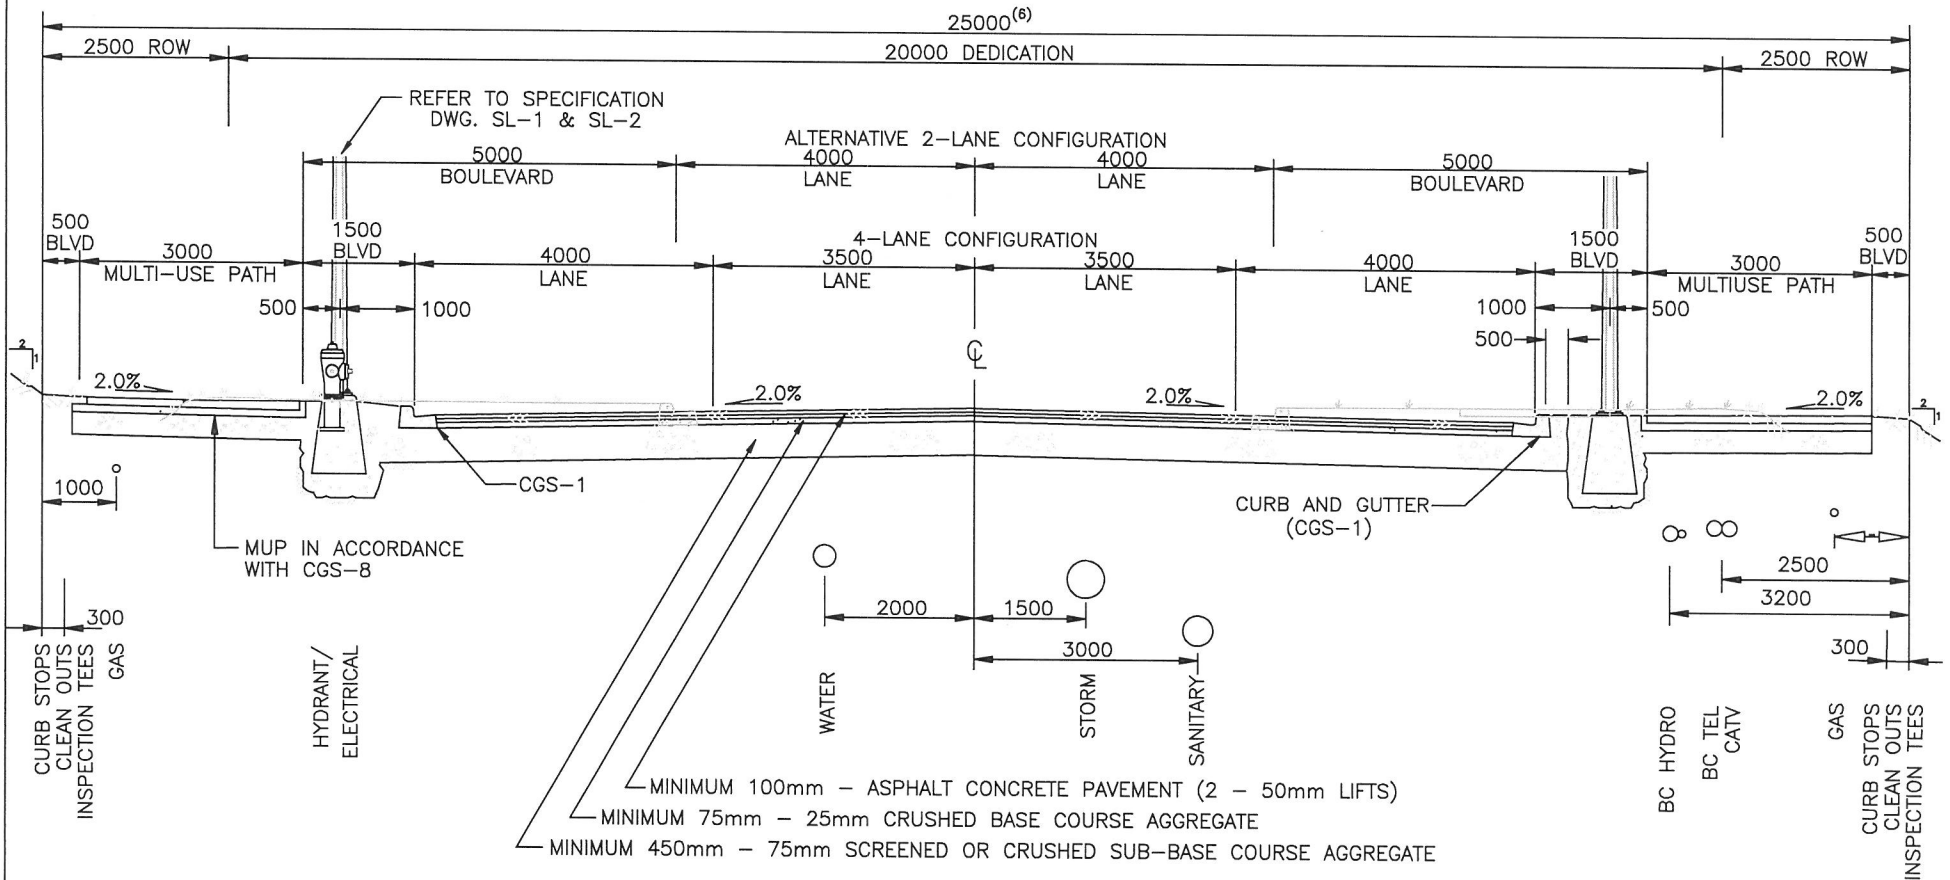 25000(6)
2500 ROW
20000 DEDICATION
2500 ROW
REFER TO SPECIFICATION
DWG. SL-1 & SL-2
ALTERNATIVE 2-LANE CONFIGURATION
5000
BOULEVARD
4000
LANE
4000
LANE
5000
BOULEVARD
500
BLVD
3000
MULTI-USE PATH
1500
BLVD
4-LANE CONFIGURATION
4000
LANE
3500
LANE
3500
LANE
4000
LANE
1500
BLVD
3000
MULTIUSE PATH
500
BLVD
500
1000
1000
500
500
CL
2
1
2.0%
2.0%
2.0%
2.0%
2
1
1000
CGS-1
CURB AND GUTTER
(CGS-1)
MUP IN ACCORDANCE
WITH CGS-8
2500
3200
2000
1500
3000
300
300
CURB STOPS
CLEAN OUTS
INSPECTION TEES
GAS
HYDRANT/
ELECTRICAL
WATER
STORM
SANITARY
BC HYDRO
BC TEL
CATV
GAS
CURB STOPS
CLEAN OUTS
INSPECTION TEES
MINIMUM 100mm - ASPHALT CONCRETE PAVEMENT (2 - 50mm LIFTS)
MINIMUM 75mm - 25mm CRUSHED BASE COURSE AGGREGATE
MINIMUM 450mm - 75mm SCREENED OR CRUSHED SUB-BASE COURSE AGGREGATE